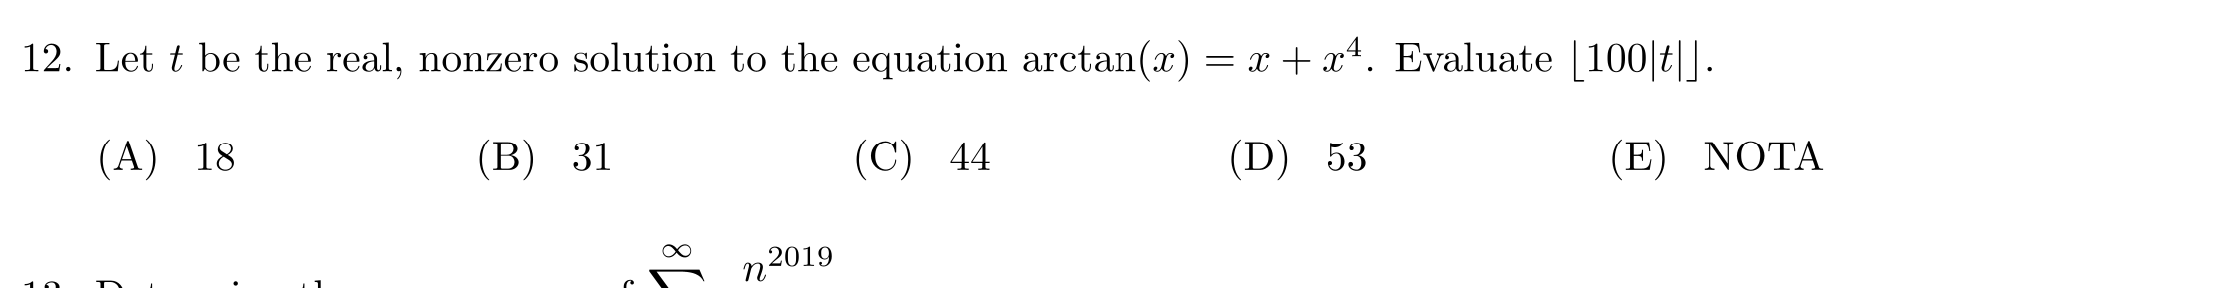 12. Let t be the real, nonzero solution to the equation arctan(x) = x + x⁴. Evaluate ⌊100|t|⌋.
(A) 18 (B) 31 (C) 44 (D) 53 (E) NOTA
∞
∑ n²⁰¹⁹